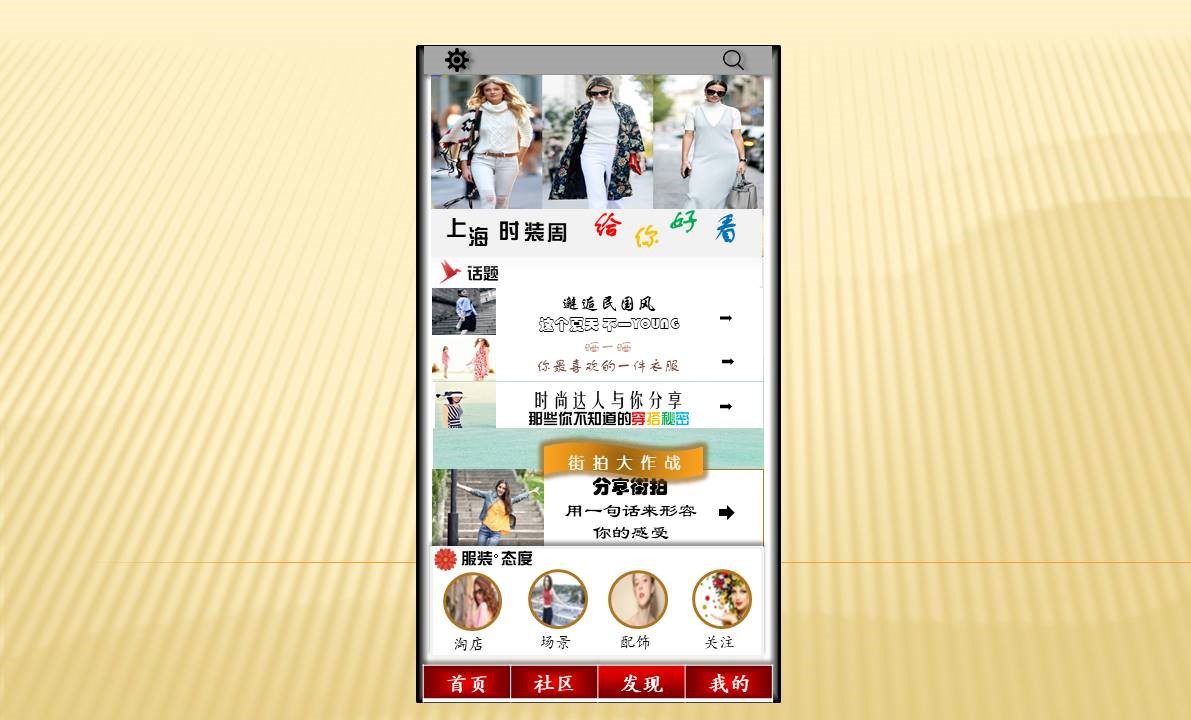 上海时装周 给你好看
话题
邂逅民国风
这个夏天 不一YOUNG
晒一晒
你最喜欢的一件衣服
时尚达人与你分享
那些你不知道的穿搭秘密
街拍大作战
分享街拍
用一句话来形容
你的感受
服装°态度
淘店 场景 配饰 关注
首页 社区 发现 我的